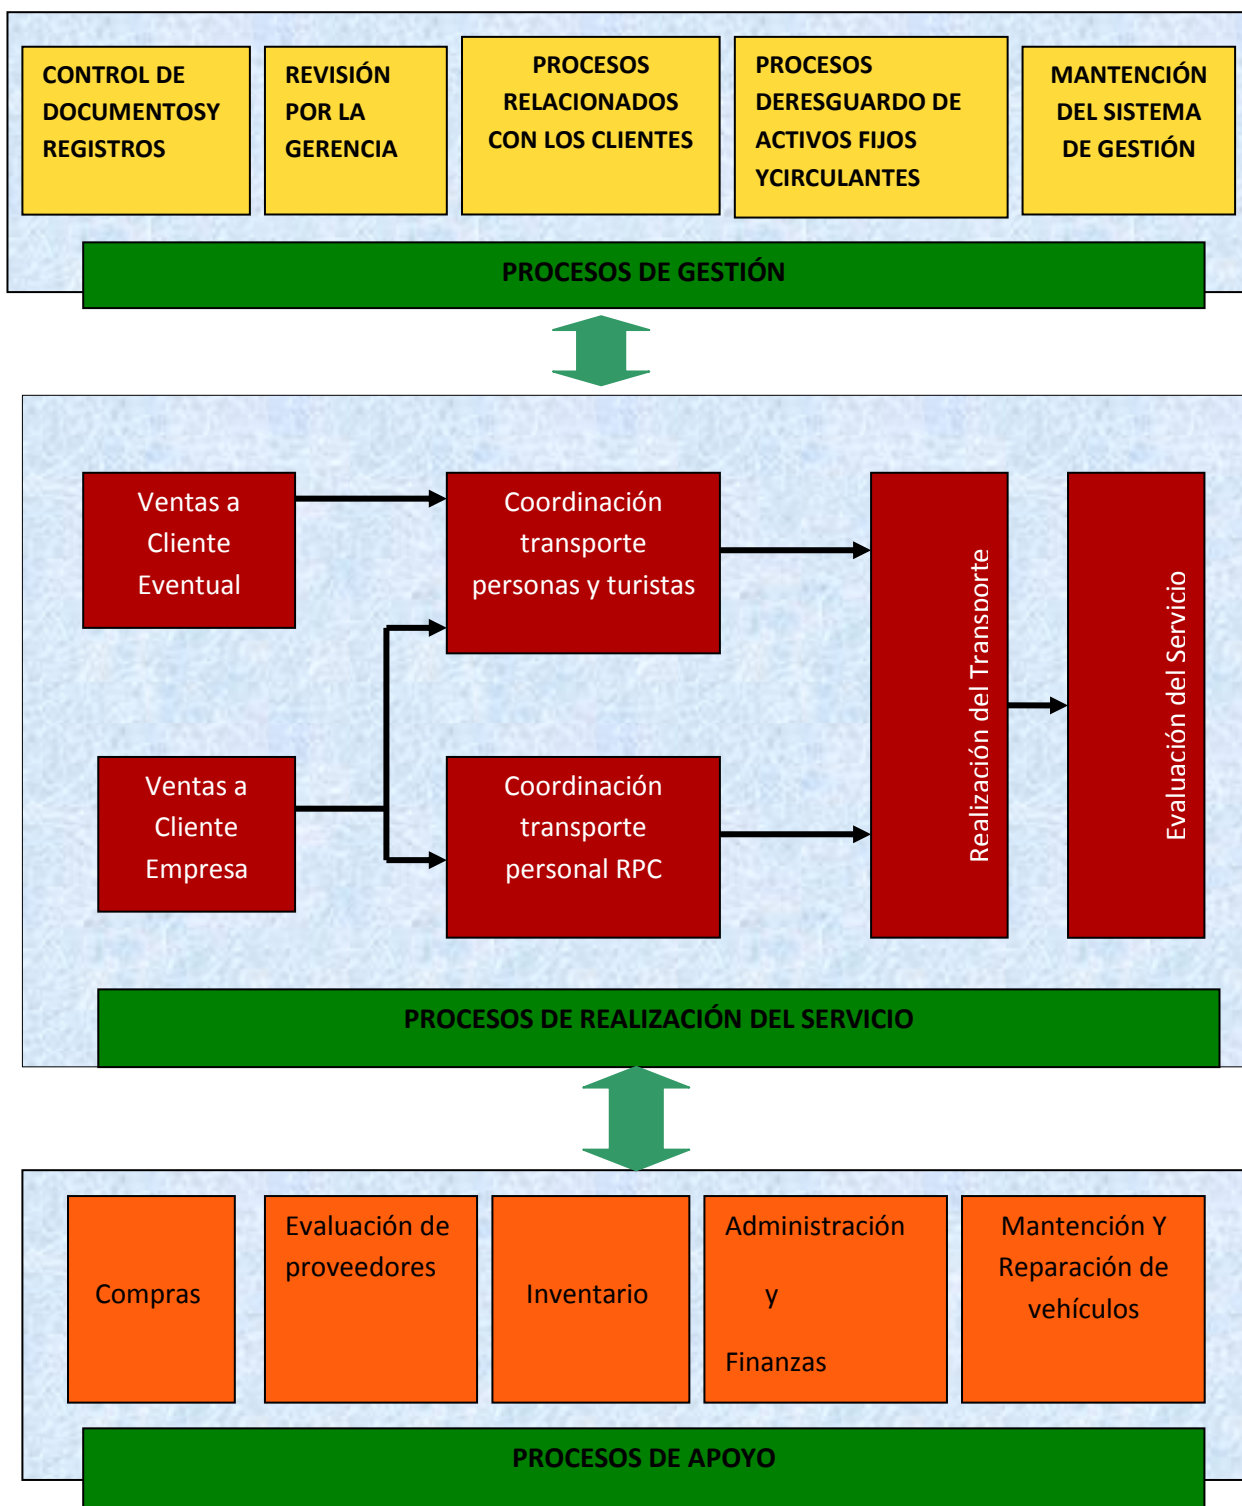 CONTROL DE
DOCUMENTOSY
REGISTROS
REVISIÓN
POR LA
GERENCIA
PROCESOS
RELACIONADOS
CON LOS CLIENTES
PROCESOS
DERESGUARDO DE
ACTIVOS FIJOS
YCIRCULANTES
MANTENCIÓN
DEL SISTEMA
DE GESTIÓN
PROCESOS DE GESTIÓN
Ventas a
Cliente
Eventual
Coordinación
transporte
personas y turistas
Ventas a
Cliente
Empresa
Coordinación
transporte
personal RPC
Realización del Transporte
Evaluación del Servicio
PROCESOS DE REALIZACIÓN DEL SERVICIO
Compras
Evaluación de
proveedores
Inventario
Administración
y
Finanzas
Mantención Y
Reparación de
vehículos
PROCESOS DE APOYO